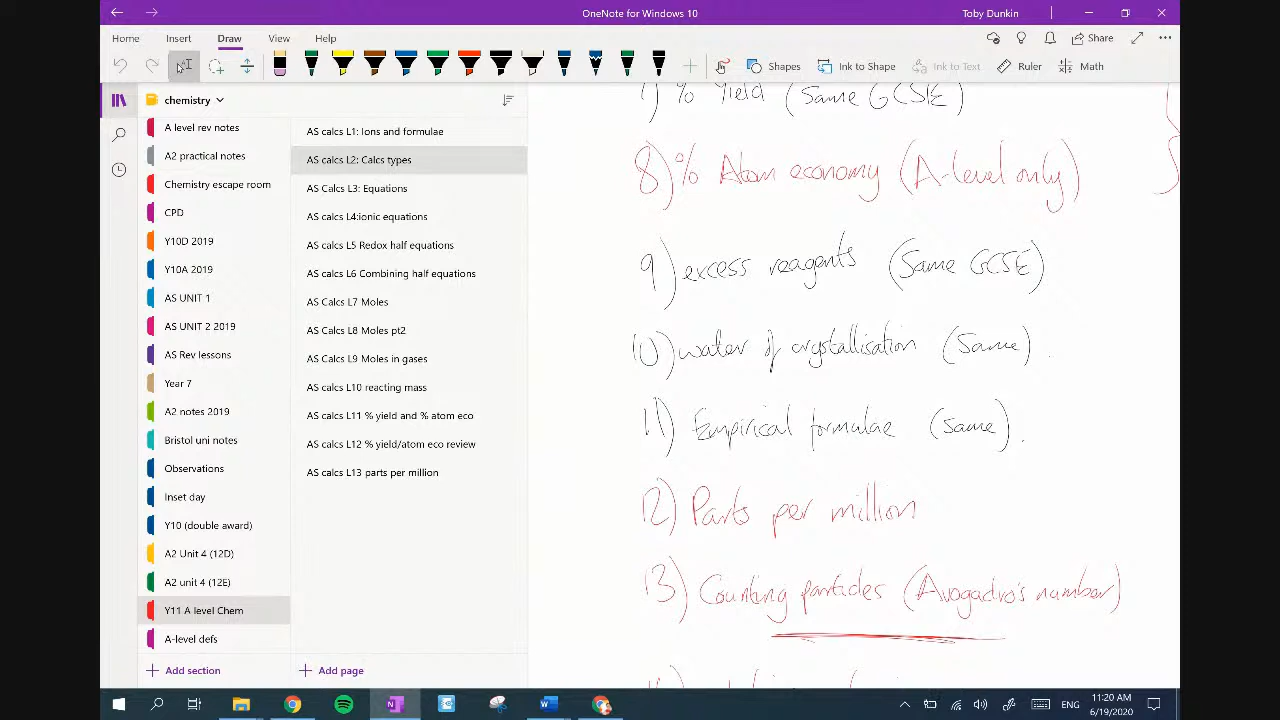 OneNote for Windows 10
Toby Dunkin
Home
Insert
Draw
View
Share
Shapes
Ink to Shape
Ink to Text
Ruler
Math
chemistry
A level rev notes
A2 practical notes
Chemistry escape room
CPD
Y10D 2019
Y10A 2019
AS UNIT 1
AS UNIT 2 2019
AS Rev lessons
Year 7
A2 notes 2019
Bristol uni notes
Observations
Inset day
Y10 (double award)
A2 Unit 4 (12D)
A2 unit 4 (12E)
Y11 A-level Chem
A-level defs
Add section
AS calcs L1: Ions and formulae
AS calcs L2: Calcs types
AS Calcs L3: Equations
AS calcs L4:ionic equations
AS calcs L5 Redox half equations
AS calcs L6 Combining half equations
AS Calcs L7 Moles
AS Calcs L8 Moles pt2
AS Calcs L9 Moles in gases
AS calcs L10 reacting mass
AS calcs L11 % yield and % atom eco
AS calcs L12 % yield/atom eco review
AS calcs L13 parts per million
Add page
7) % Yield (Same GCSE)
8) % Atom economy (A-level only)
9) excess reagents (Same GCSE)
10) water of crystallisation (Same)
11) Empirical formulae (same)
12) Parts per million
13) Counting particles (Avogadro's number)
ENG
11:20 AM
6/19/2020